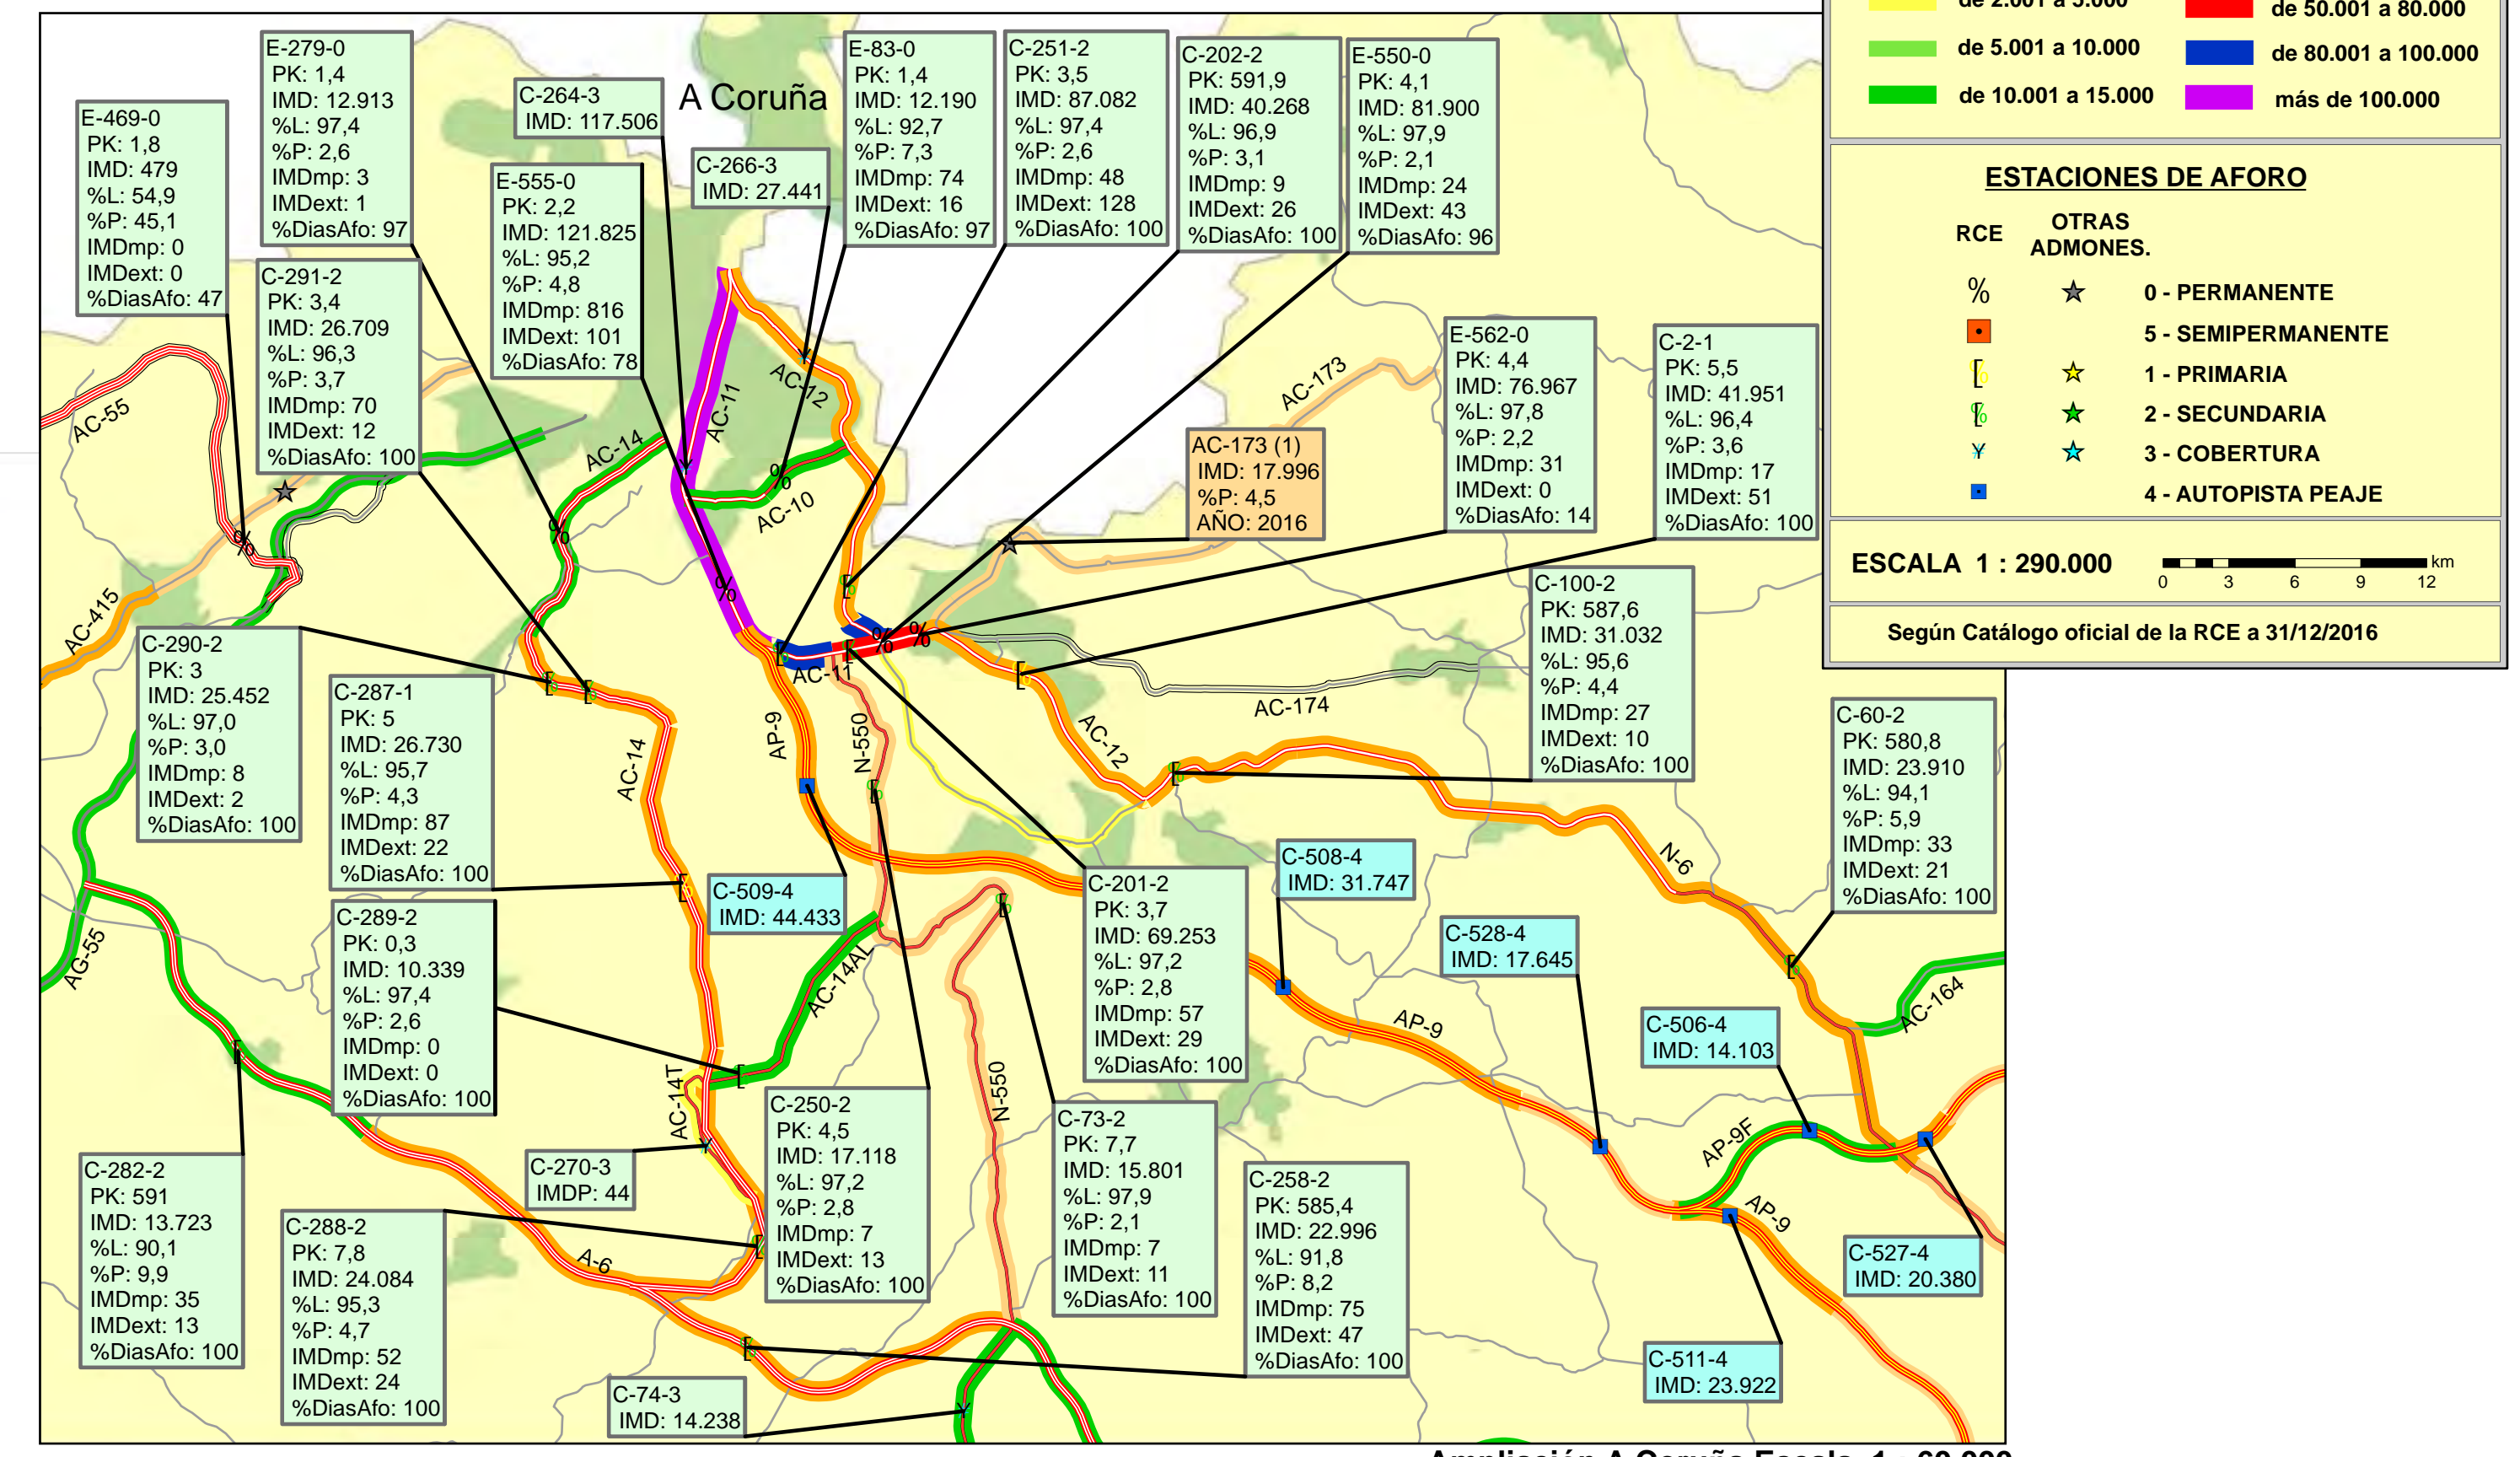 E-469-0
PK: 1,8
IMD: 479
%L: 54,9
%P: 45,1
IMDmp: 0
IMDext: 0
%DiasAfo: 47
E-279-0
PK: 1,4
IMD: 12.913
%L: 97,4
%P: 2,6
IMDmp: 3
IMDext: 1
%DiasAfo: 97
C-291-2
PK: 3,4
IMD: 26.709
%L: 96,3
%P: 3,7
IMDmp: 70
IMDext: 12
%DiasAfo: 100
C-264-3
IMD: 117.506
E-555-0
PK: 2,2
IMD: 121.825
%L: 95,2
%P: 4,8
IMDmp: 816
IMDext: 101
%DiasAfo: 78
A Coruña
C-266-3
IMD: 27.441
E-83-0
PK: 1,4
IMD: 12.190
%L: 92,7
%P: 7,3
IMDmp: 74
IMDext: 16
%DiasAfo: 97
C-251-2
PK: 3,5
IMD: 87.082
%L: 97,4
%P: 2,6
IMDmp: 48
IMDext: 128
%DiasAfo: 100
C-202-2
PK: 591,9
IMD: 40.268
%L: 96,9
%P: 3,1
IMDmp: 9
IMDext: 26
%DiasAfo: 100
E-550-0
PK: 4,1
IMD: 81.900
%L: 97,9
%P: 2,1
IMDmp: 24
IMDext: 43
%DiasAfo: 96
E-562-0
PK: 4,4
IMD: 76.967
%L: 97,8
%P: 2,2
IMDmp: 31
IMDext: 0
%DiasAfo: 14
C-2-1
PK: 5,5
IMD: 41.951
%L: 96,4
%P: 3,6
IMDmp: 17
IMDext: 51
%DiasAfo: 100
AC-173 (1)
IMD: 17.996
%P: 4,5
AÑO: 2016
C-100-2
PK: 587,6
IMD: 31.032
%L: 95,6
%P: 4,4
IMDmp: 27
IMDext: 10
%DiasAfo: 100
C-290-2
PK: 3
IMD: 25.452
%L: 97,0
%P: 3,0
IMDmp: 8
IMDext: 2
%DiasAfo: 100
C-287-1
PK: 5
IMD: 26.730
%L: 95,7
%P: 4,3
IMDmp: 87
IMDext: 22
%DiasAfo: 100
C-60-2
PK: 580,8
IMD: 23.910
%L: 94,1
%P: 5,9
IMDmp: 33
IMDext: 21
%DiasAfo: 100
C-289-2
PK: 0,3
IMD: 10.339
%L: 97,4
%P: 2,6
IMDmp: 0
IMDext: 0
%DiasAfo: 100
C-509-4
IMD: 44.433
C-201-2
PK: 3,7
IMD: 69.253
%L: 97,2
%P: 2,8
IMDmp: 57
IMDext: 29
%DiasAfo: 100
C-508-4
IMD: 31.747
C-528-4
IMD: 17.645
C-506-4
IMD: 14.103
C-282-2
PK: 591
IMD: 13.723
%L: 90,1
%P: 9,9
IMDmp: 35
IMDext: 13
%DiasAfo: 100
C-288-2
PK: 7,8
IMD: 24.084
%L: 95,3
%P: 4,7
IMDmp: 52
IMDext: 24
%DiasAfo: 100
C-270-3
IMDP: 44
C-250-2
PK: 4,5
IMD: 17.118
%L: 97,2
%P: 2,8
IMDmp: 7
IMDext: 13
%DiasAfo: 100
C-73-2
PK: 7,7
IMD: 15.801
%L: 97,9
%P: 2,1
IMDmp: 7
IMDext: 11
%DiasAfo: 100
C-258-2
PK: 585,4
IMD: 22.996
%L: 91,8
%P: 8,2
IMDmp: 75
IMDext: 47
%DiasAfo: 100
C-74-3
IMD: 14.238
C-527-4
IMD: 20.380
C-511-4
IMD: 23.922
AC-55
AC-415
AC-14
AC-11
AC-12
AC-10
AC-173
AC-11
AC-174
AP-9
N-550
AC-12
AC-14
N-6
AG-55
AC-14AL
AC-14T
N-550
AP-9
AC-164
AP-9F
AP-9
A-6
de 2.001 a 5.000
de 50.001 a 80.000
de 5.001 a 10.000
de 80.001 a 100.000
de 10.001 a 15.000
más de 100.000
ESTACIONES DE AFORO
RCE
OTRAS
ADMONES.
0 - PERMANENTE
5 - SEMIPERMANENTE
1 - PRIMARIA
2 - SECUNDARIA
3 - COBERTURA
4 - AUTOPISTA PEAJE
ESCALA 1 : 290.000
km
0 3 6 9 12
Según Catálogo oficial de la RCE a 31/12/2016
Ampliación A Coruña Escala 1 : 60.000